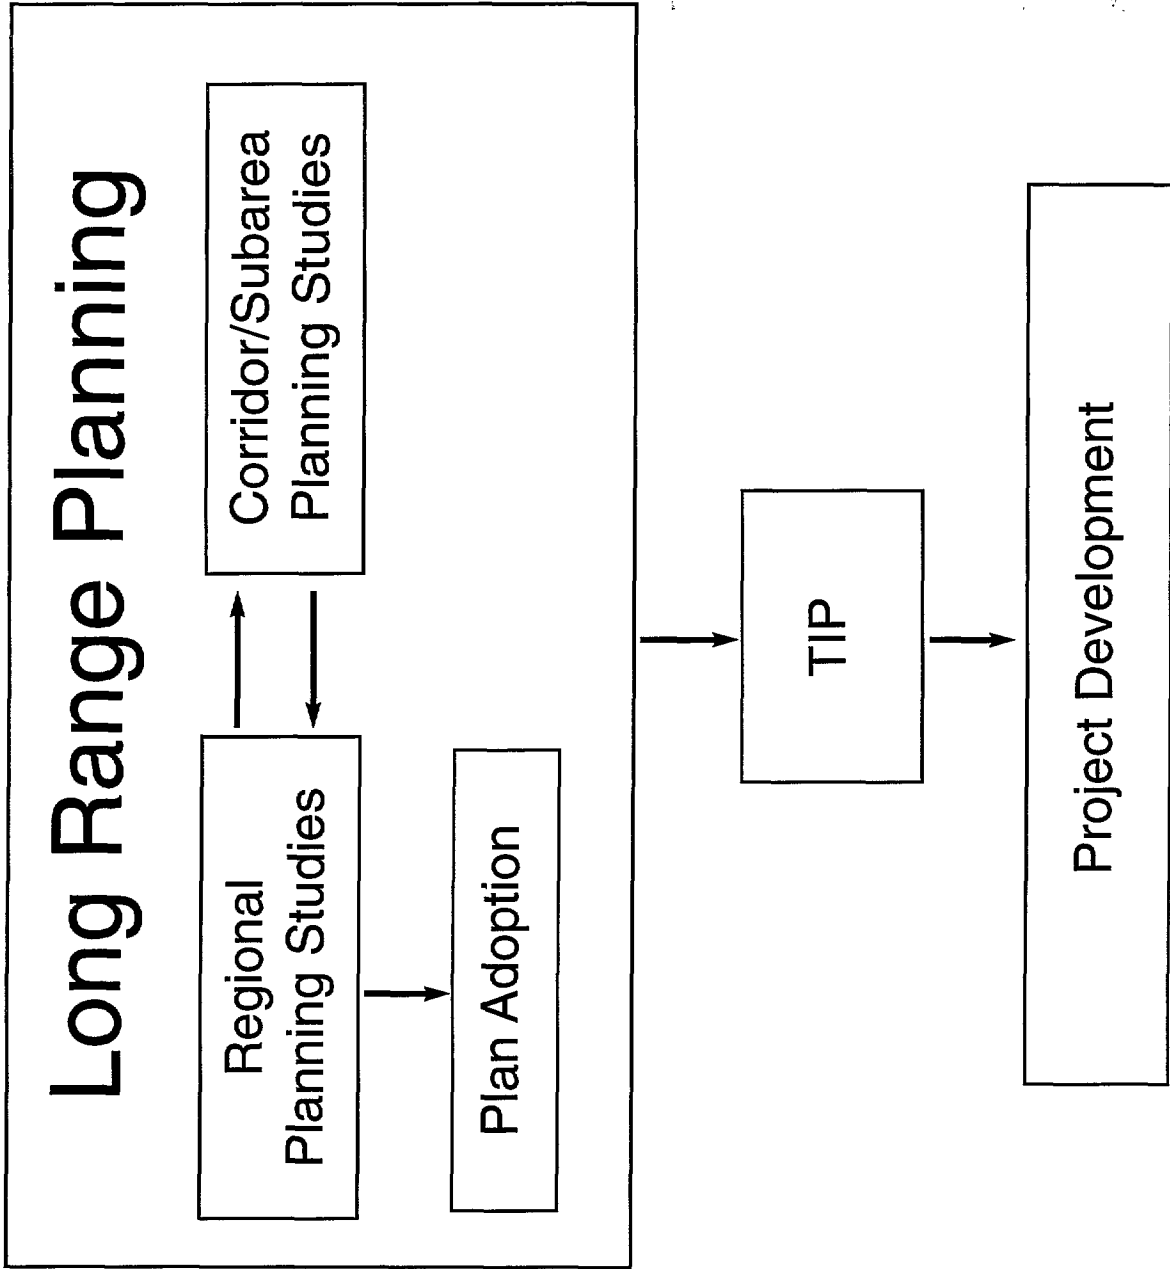 Long Range Planning
Regional
Planning Studies
Corridor/Subarea
Planning Studies
Plan Adoption
TIP
Project Development